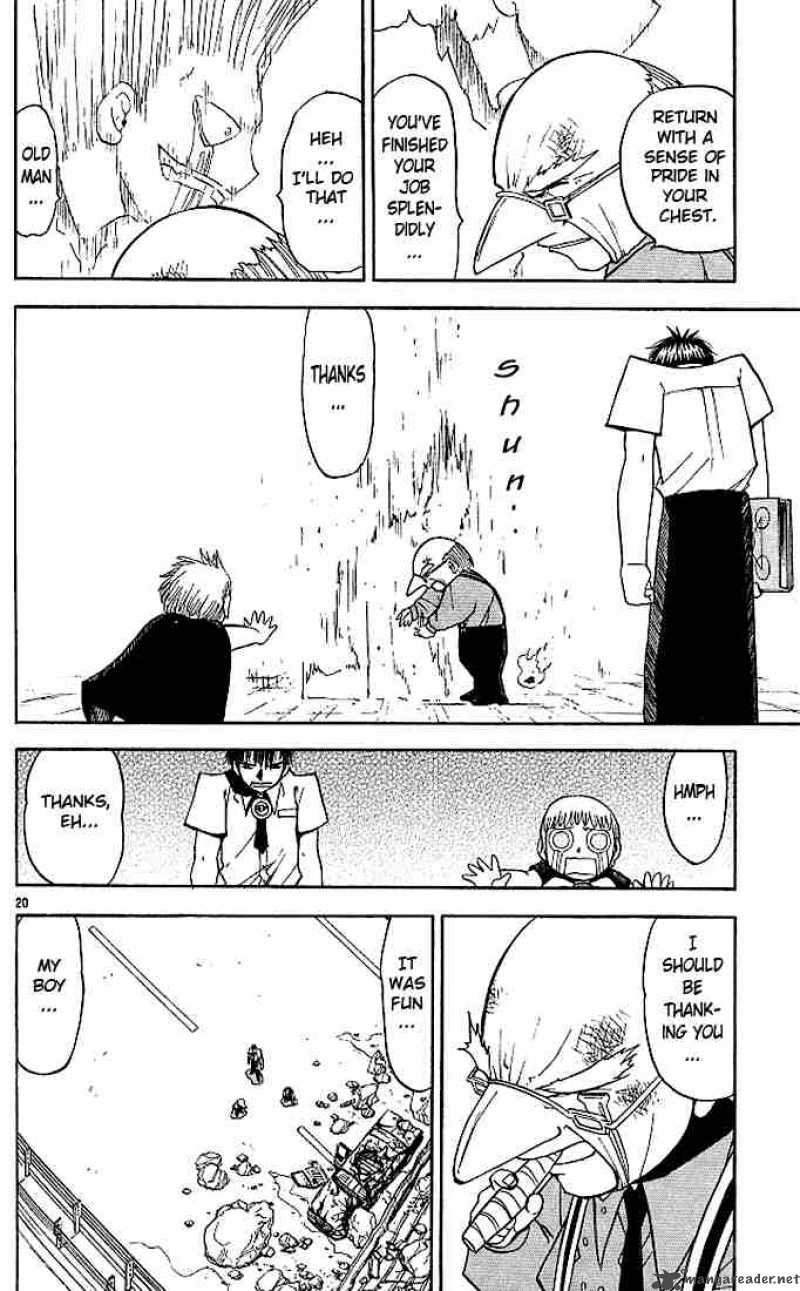 RETURN
WITH A
SENSE OF
PRIDE IN
YOUR
CHEST.
YOU'VE
FINISHED
YOUR
JOB
SPLEN-
DIDLY
...
HEH
...
I'LL DO
THAT
...
OLD
MAN
...
Shun...
THANKS
...
HMPH
...
THANKS,
EH...
20
I
SHOULD
BE
THANK-
ING YOU
...
IT
WAS
FUN
...
MY
BOY
...
mangareader.net